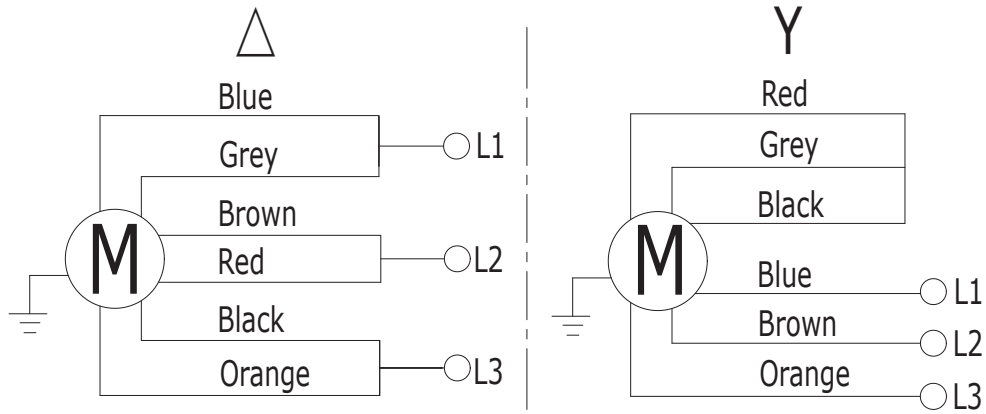 Δ
Blue
Grey
L1
Brown
Red
L2
Black
Orange
L3
M
Y
Red
Grey
Black
M
Blue
L1
Brown
L2
Orange
L3